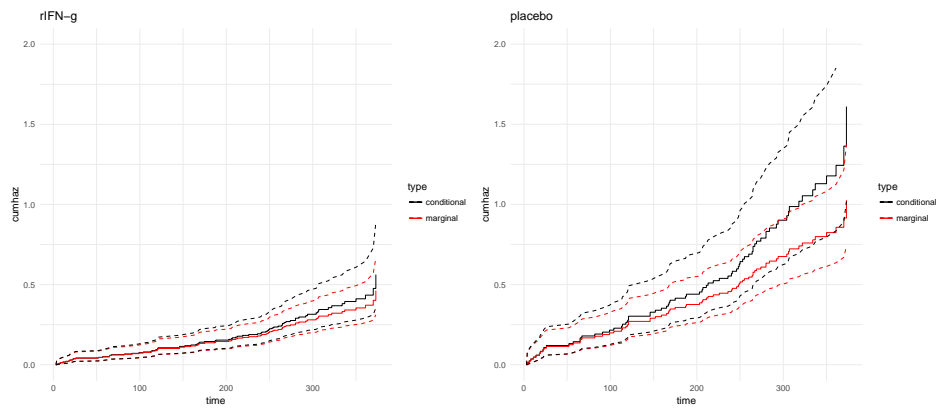 rIFN−g
2.0
1.5
1.0
0.5
0.0
cumhaz
0
100
200
300
time
type
conditional
marginal
placebo
2.0
1.5
1.0
0.5
0.0
cumhaz
0
100
200
300
time
type
conditional
marginal